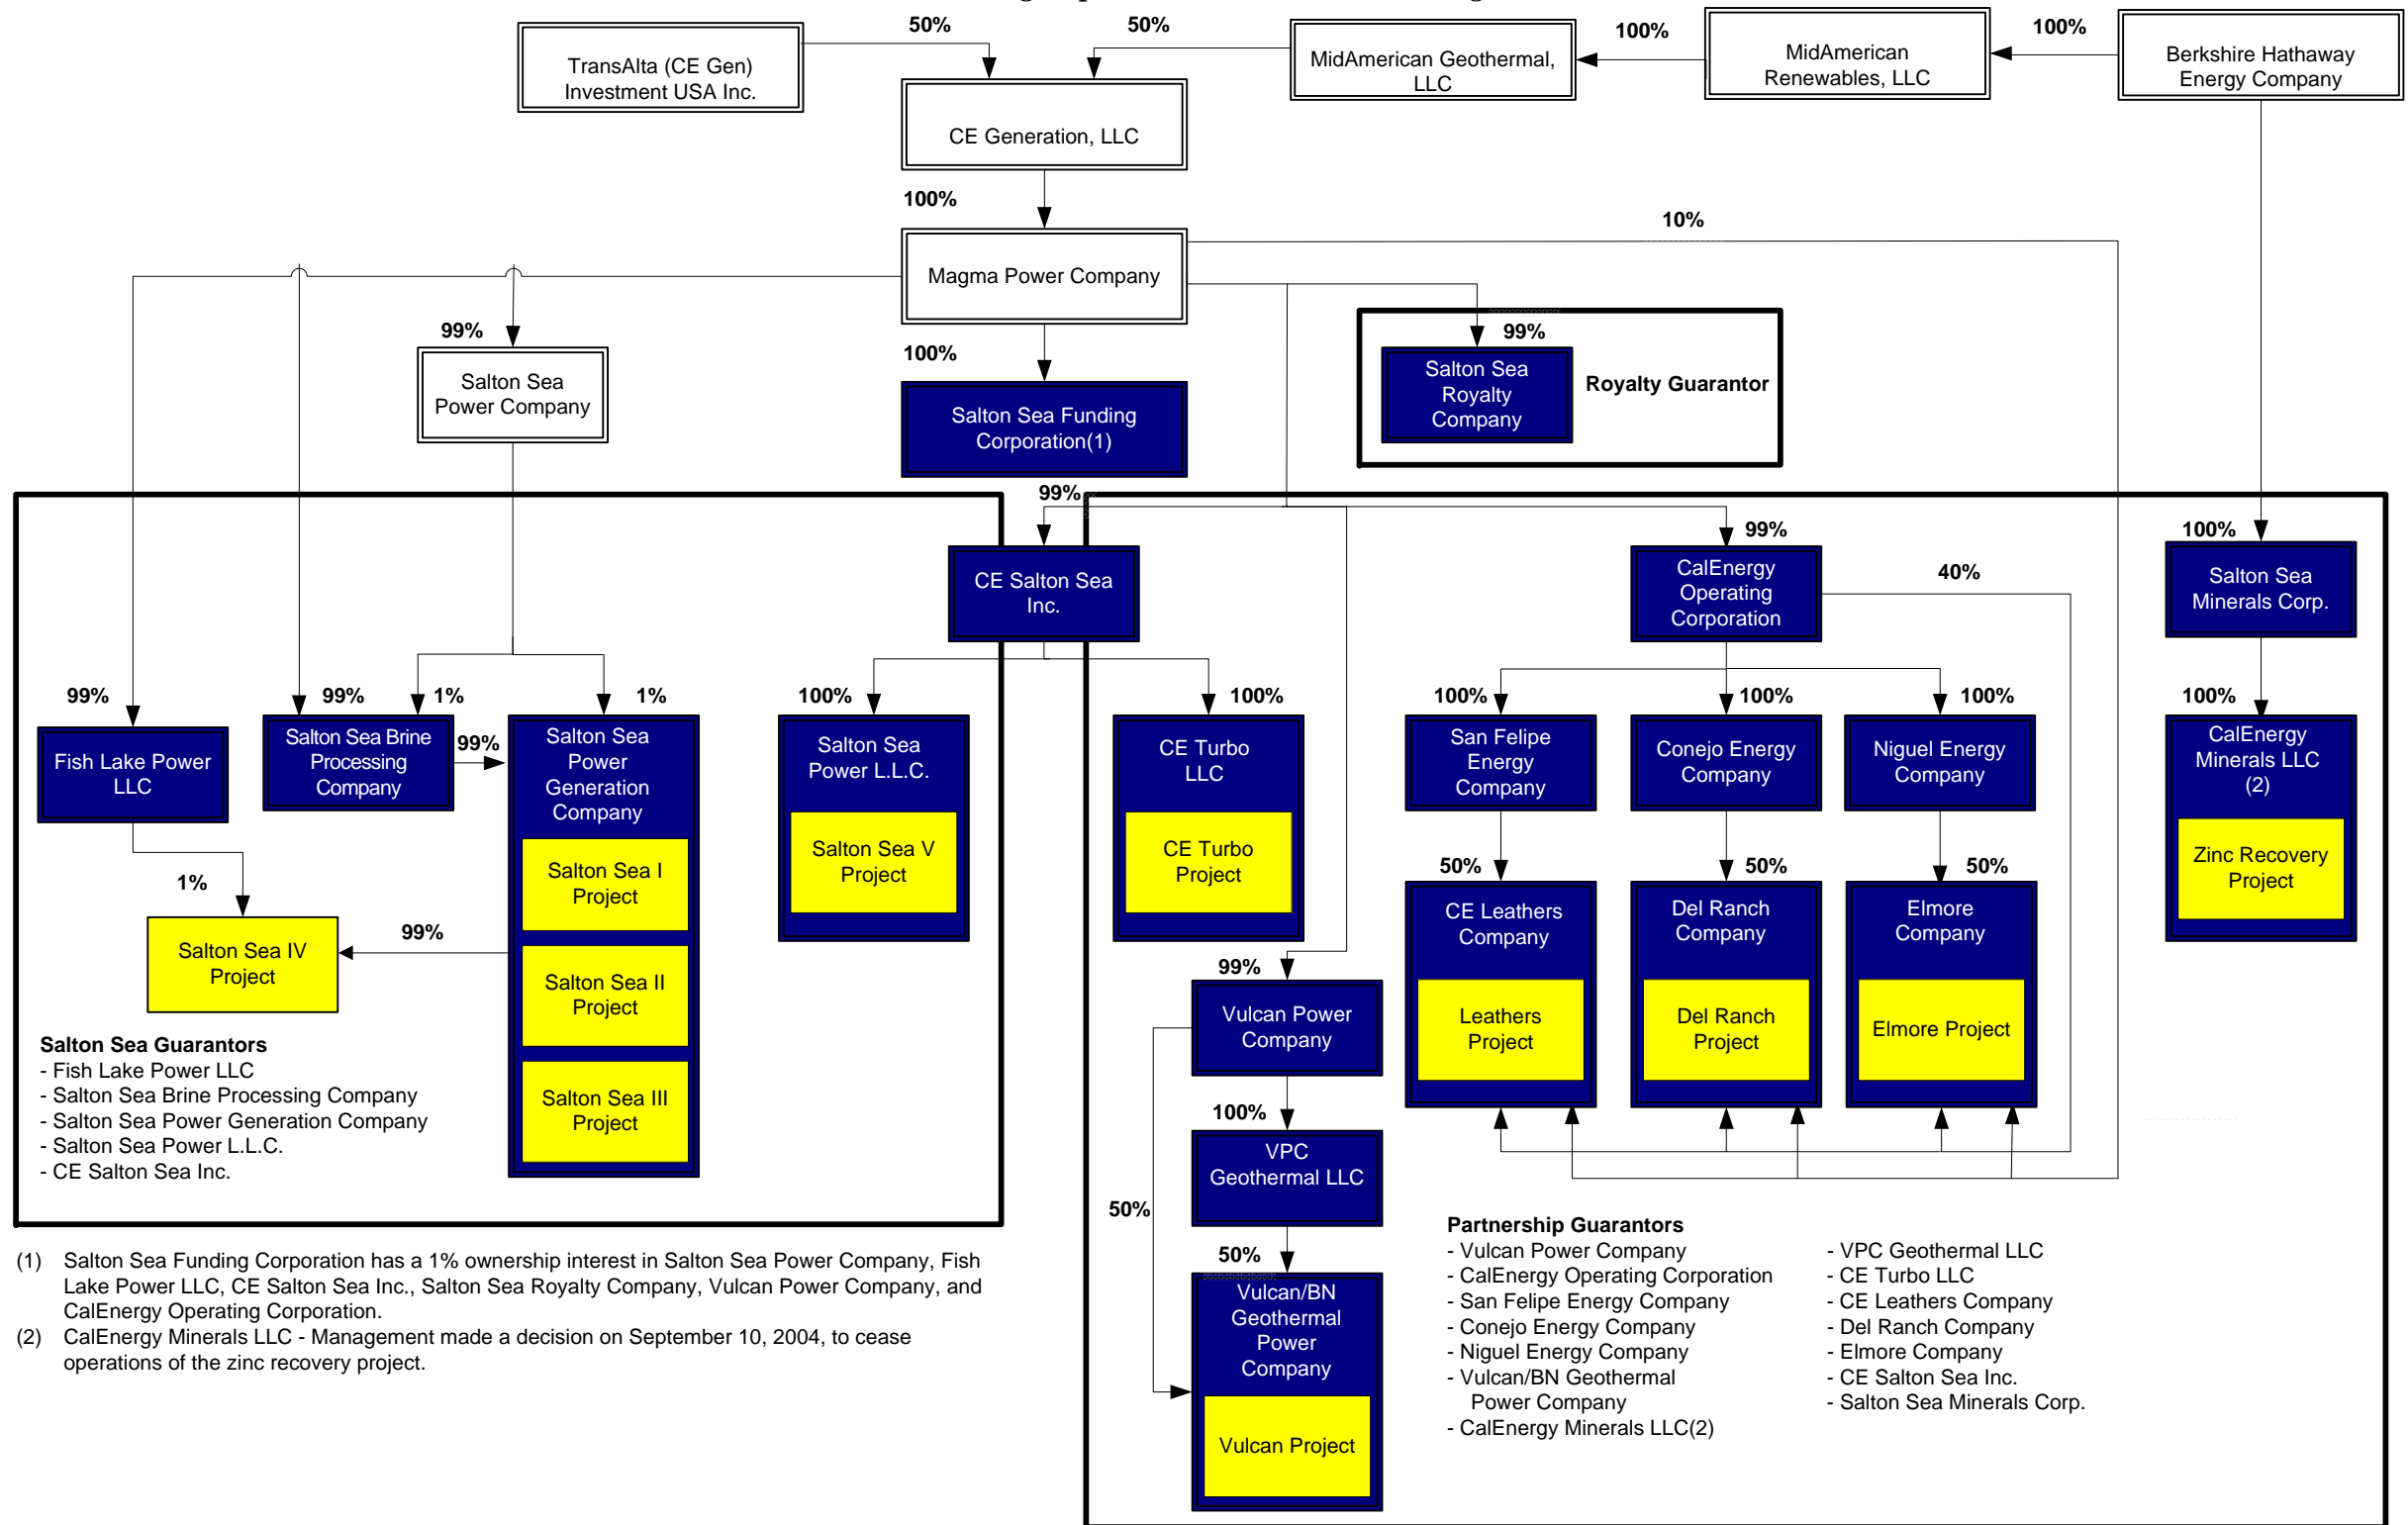 50%
50%
100%
100%
TransAlta (CE Gen)
Investment USA Inc.
MidAmerican Geothermal,
LLC
MidAmerican
Renewables, LLC
Berkshire Hathaway
Energy Company
CE Generation, LLC
100%
10%
Magma Power Company
99%
99%
100%
Salton Sea
Power Company
Salton Sea
Royalty
Company
Royalty Guarantor
Salton Sea Funding
Corporation(1)
99%
99%
100%
CE Salton Sea
Inc.
CalEnergy
Operating
Corporation
40%
Salton Sea
Minerals Corp.
99%
99%
1%
1%
100%
100%
100%
100%
100%
100%
Fish Lake Power
LLC
Salton Sea Brine
Processing
Company
99%
Salton Sea
Power
Generation
Company
Salton Sea
Power L.L.C.
CE Turbo
LLC
San Felipe
Energy
Company
Conejo Energy
Company
Niguel Energy
Company
CalEnergy
Minerals LLC
(2)
Salton Sea I
Project
Salton Sea V
Project
CE Turbo
Project
Zinc Recovery
Project
1%
50%
50%
50%
Salton Sea IV
Project
99%
CE Leathers
Company
Del Ranch
Company
Elmore
Company
Salton Sea II
Project
99%
Vulcan Power
Company
Leathers
Project
Del Ranch
Project
Elmore Project
Salton Sea Guarantors
- Fish Lake Power LLC
- Salton Sea Brine Processing Company
- Salton Sea Power Generation Company
- Salton Sea Power L.L.C.
- CE Salton Sea Inc.
Salton Sea III
Project
100%
VPC
Geothermal LLC
50%
50%
Vulcan/BN
Geothermal
Power
Company
Vulcan Project
Partnership Guarantors
- Vulcan Power Company
- CalEnergy Operating Corporation
- San Felipe Energy Company
- Conejo Energy Company
- Niguel Energy Company
- Vulcan/BN Geothermal
Power Company
- CalEnergy Minerals LLC(2)
- VPC Geothermal LLC
- CE Turbo LLC
- CE Leathers Company
- Del Ranch Company
- Elmore Company
- CE Salton Sea Inc.
- Salton Sea Minerals Corp.
(1) Salton Sea Funding Corporation has a 1% ownership interest in Salton Sea Power Company, Fish
Lake Power LLC, CE Salton Sea Inc., Salton Sea Royalty Company, Vulcan Power Company, and
CalEnergy Operating Corporation.
(2) CalEnergy Minerals LLC - Management made a decision on September 10, 2004, to cease
operations of the zinc recovery project.